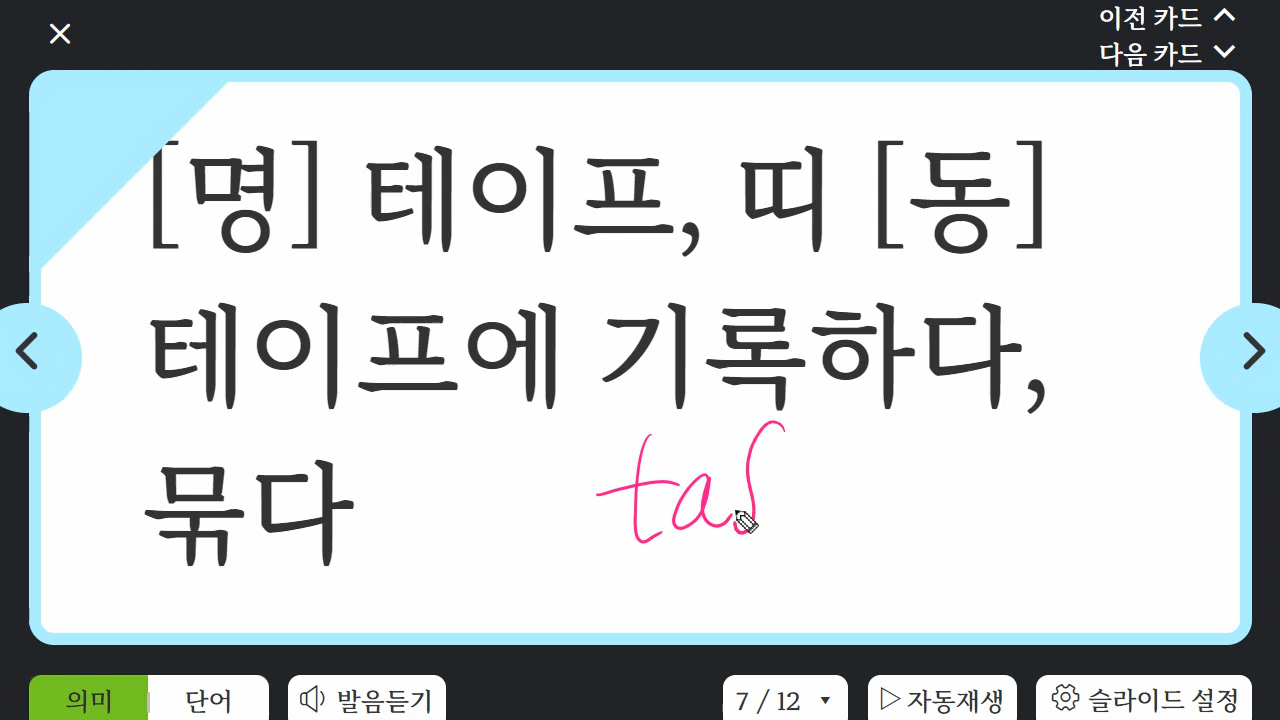 이전 카드
다음 카드
[명] 테이프, 띠 [동]
테이프에 기록하다,
묶다
tas
의미 단어 발음듣기 7 / 12 자동재생 슬라이드 설정